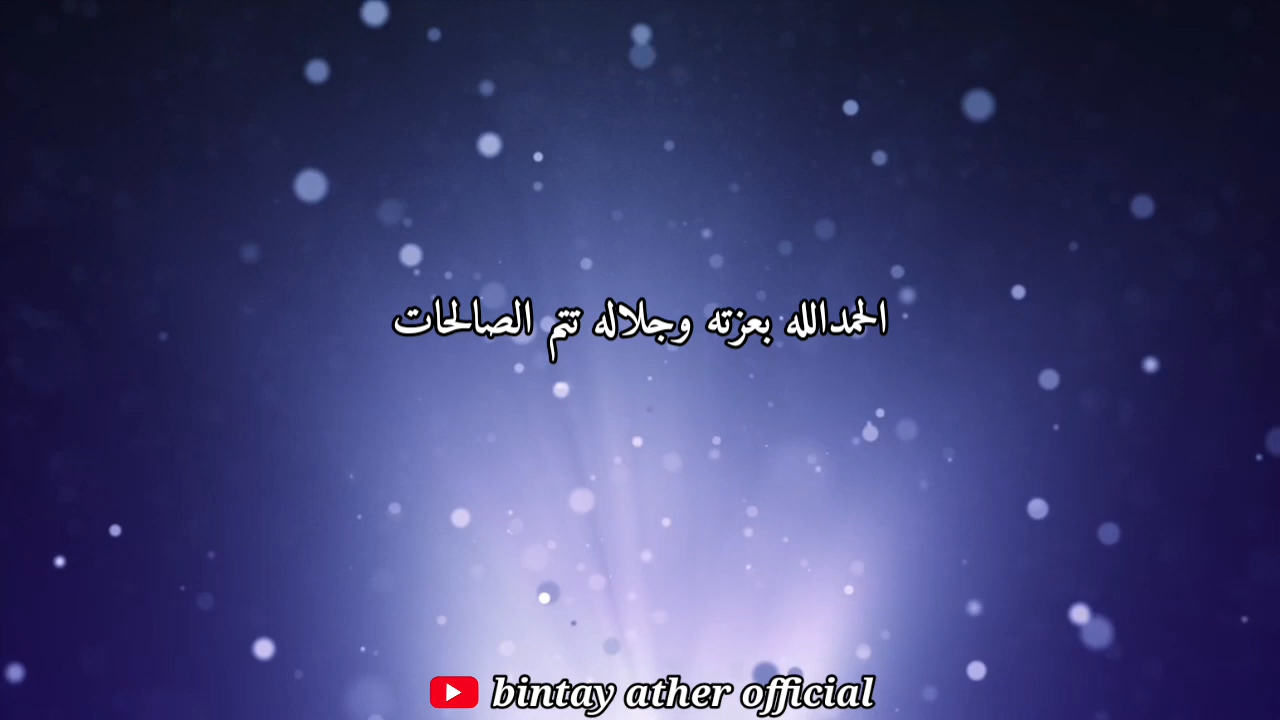 الحمدالله بعزته وجلاله تتم الصالحات
bintay ather official